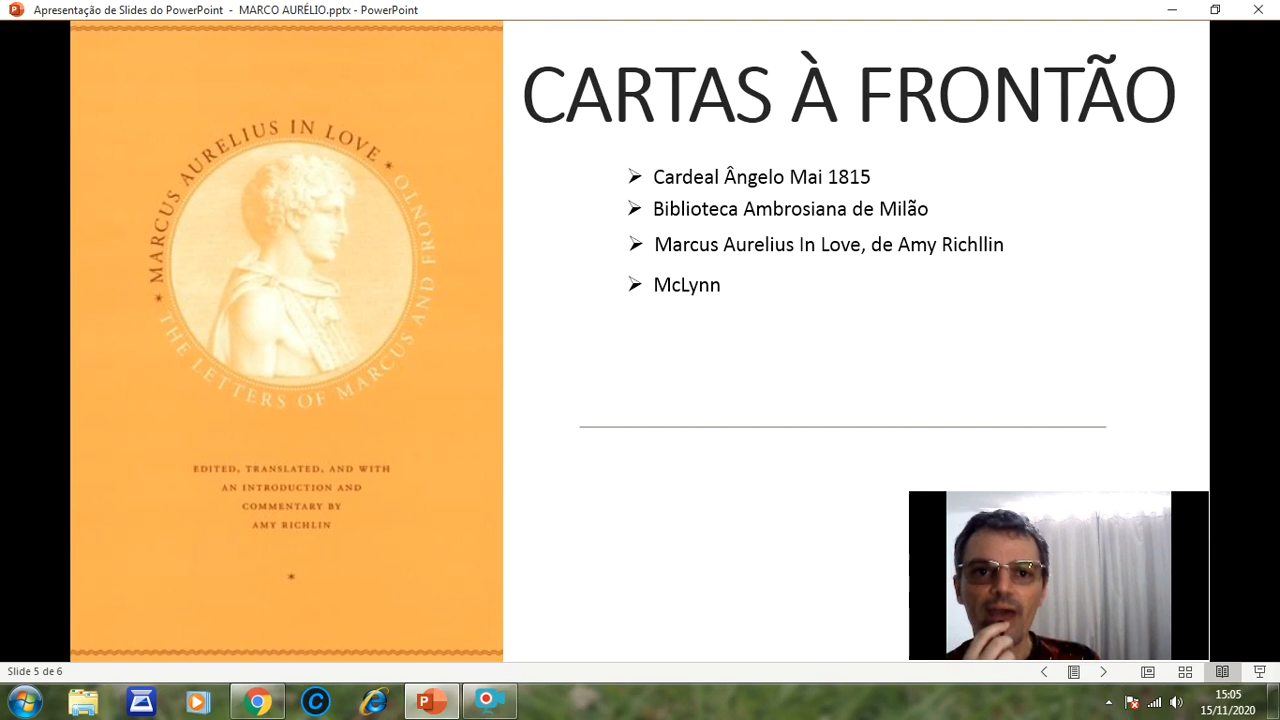 Apresentação de Slides do PowerPoint - MARCO AURÉLIO.pptx - PowerPoint
MARCUS AURELIUS IN LOVE
THE LETTERS OF MARCUS AND FRONTO
EDITED, TRANSLATED, AND WITH
AN INTRODUCTION AND
COMMENTARY BY
AMY RICHLIN
CARTAS À FRONTÃO
Cardeal Ângelo Mai 1815
Biblioteca Ambrosiana de Milão
Marcus Aurelius In Love, de Amy Richllin
McLynn
Slide 5 de 6
15:05
15/11/2020